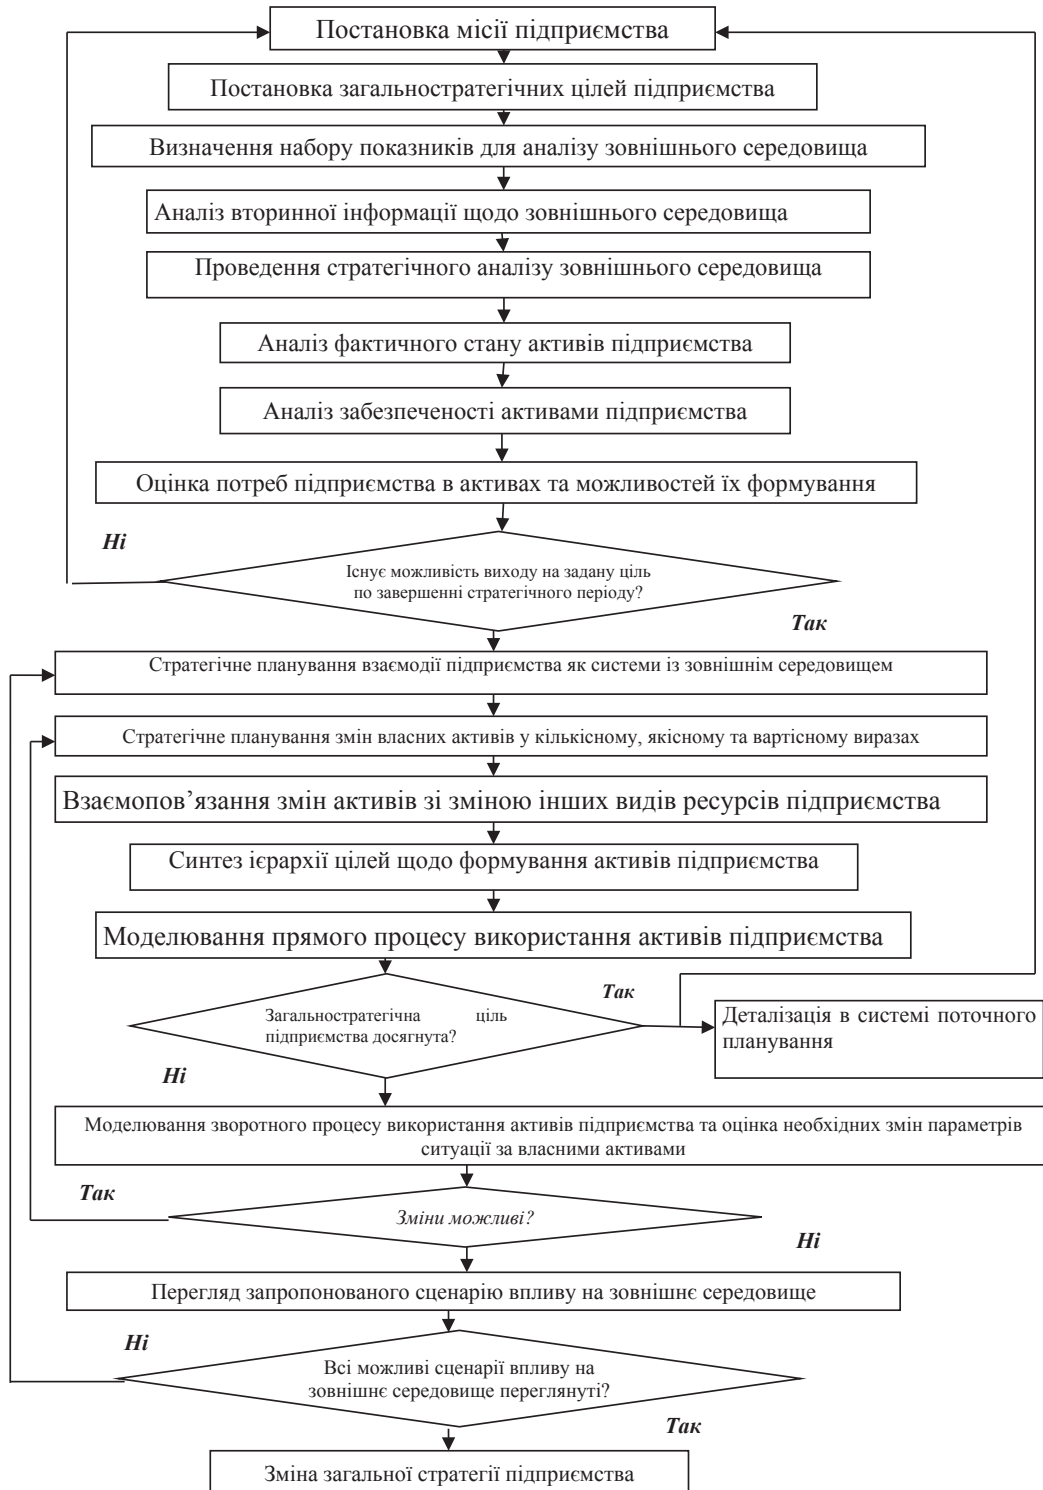 Постановка місії підприємства
Постановка загальностратегічних цілей підприємства
Визначення набору показників для аналізу зовнішнього середовища
Аналіз вторинної інформації щодо зовнішнього середовища
Проведення стратегічного аналізу зовнішнього середовища
Аналіз фактичного стану активів підприємства
Аналіз забезпеченості активами підприємства
Оцінка потреб підприємства в активах та можливостей їх формування
Ні
Існує можливість виходу на задану ціль
по завершенні стратегічного періоду?
Так
Стратегічне планування взаємодії підприємства як системи із зовнішнім середовищем
Стратегічне планування змін власних активів у кількісному, якісному та вартісному виразах
Взаємопов’язання змін активів зі зміною інших видів ресурсів підприємства
Синтез ієрархії цілей щодо формування активів підприємства
Моделювання прямого процесу використання активів підприємства
Так
Загальностратегічна ціль
підприємства досягнута?
Деталізація в системі поточного
планування
Ні
Моделювання зворотного процесу використання активів підприємства та оцінка необхідних змін параметрів
ситуації за власними активами
Так
Зміни можливі?
Ні
Перегляд запропонованого сценарію впливу на зовнішнє середовище
Ні
Всі можливі сценарії впливу на
зовнішнє середовище переглянуті?
Так
Зміна загальної стратегії підприємства